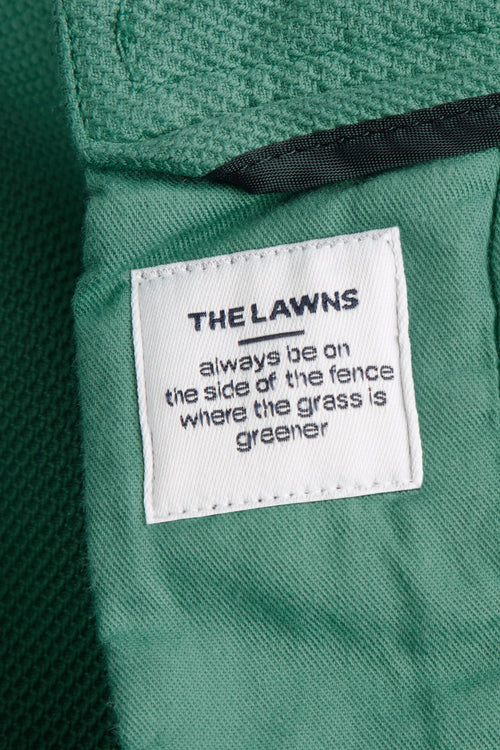 THE LAWNS
always be on
the side of the fence
where the grass is
greener